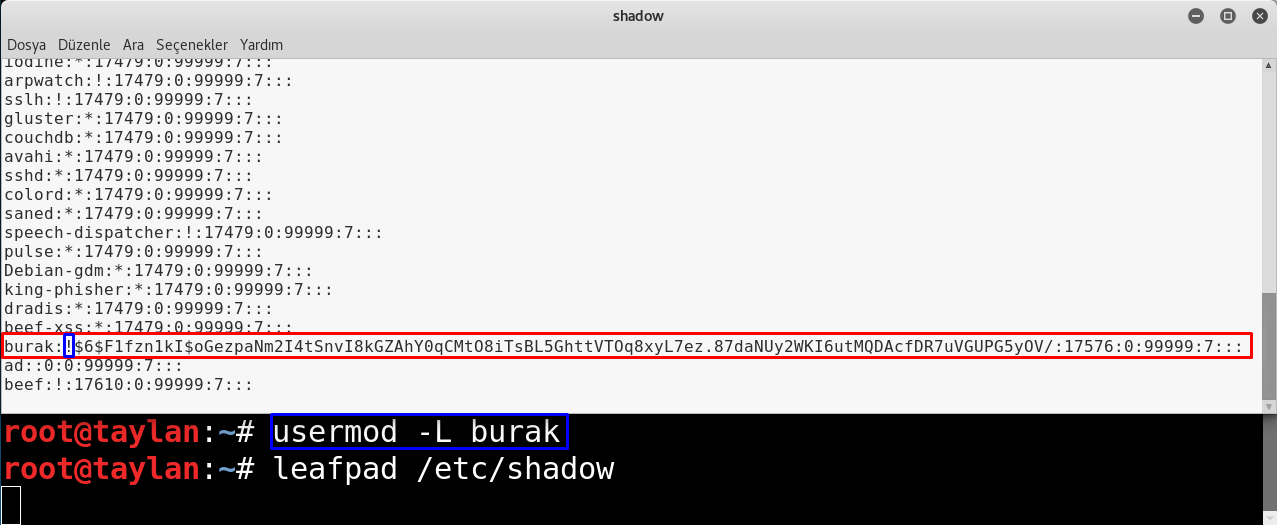 shadow
Dosya Düzenle Ara Seçenekler Yardım
iodine:*:17479:0:99999:7:::
arpwatch:!:17479:0:99999:7:::
sslh:!:17479:0:99999:7:::
gluster:*:17479:0:99999:7:::
couchdb:*:17479:0:99999:7:::
avahi:*:17479:0:99999:7:::
sshd:*:17479:0:99999:7:::
colord:*:17479:0:99999:7:::
saned:*:17479:0:99999:7:::
speech-dispatcher:!:17479:0:99999:7:::
pulse:*:17479:0:99999:7:::
Debian-gdm:*:17479:0:99999:7:::
king-phisher:*:17479:0:99999:7:::
dradis:*:17479:0:99999:7:::
beef-xss:*:17479:0:99999:7:::
burak:!$6$F1fzn1kI$oGezpaNm2I4tSnvI8kGZAhY0qCMtO8iTsBL5GhttVTOq8xyL7ez.87daNUy2WKI6utMQDAcfDR7uVGUPG5yOV/:17576:0:99999:7:::
ad::0:0:99999:7:::
beef:!:17610:0:99999:7:::
root@taylan:~# usermod -L burak
root@taylan:~# leafpad /etc/shadow